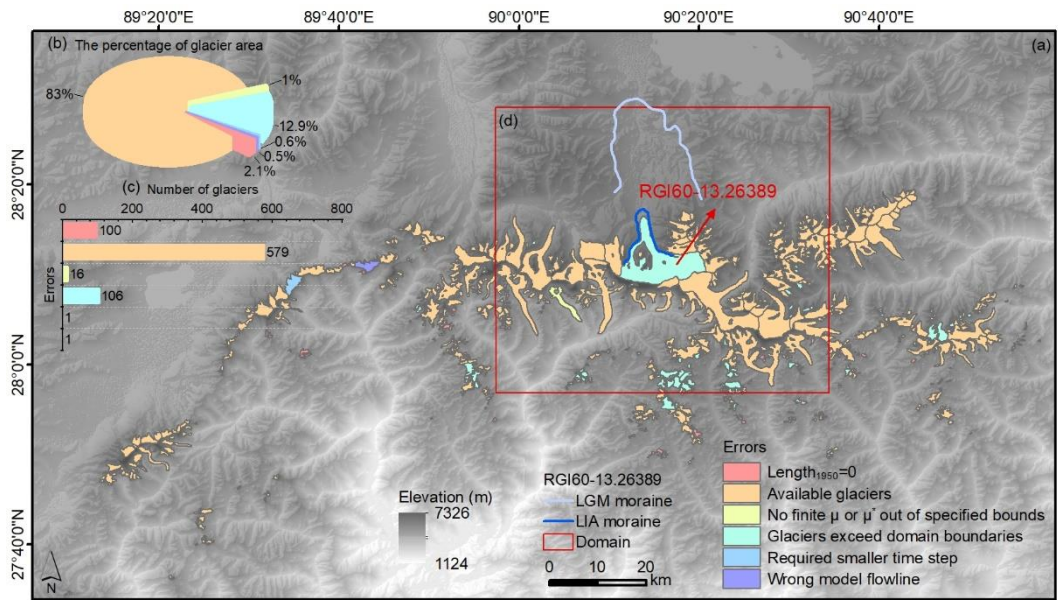 89°20'0"E 89°40'0"E 90°0'0"E 90°20'0"E 90°40'0"E
(a)
(b) The percentage of glacier area
83%
1%
12.9%
0.6%
0.5%
2.1%
(c) Number of glaciers
0 200 400 600 800
100
579
16
106
1
1
Errors
(d)
RGI60-13.26389
28°20'0"N
28°0'0"N
27°40'0"N
N
Elevation (m)
7326
1124
RGI60-13.26389
LGM moraine
LIA moraine
Domain
0 10 20
km
Errors
Length1950=0
Available glaciers
No finite μ or μ* out of specified bounds
Glaciers exceed domain boundaries
Required smaller time step
Wrong model flowline